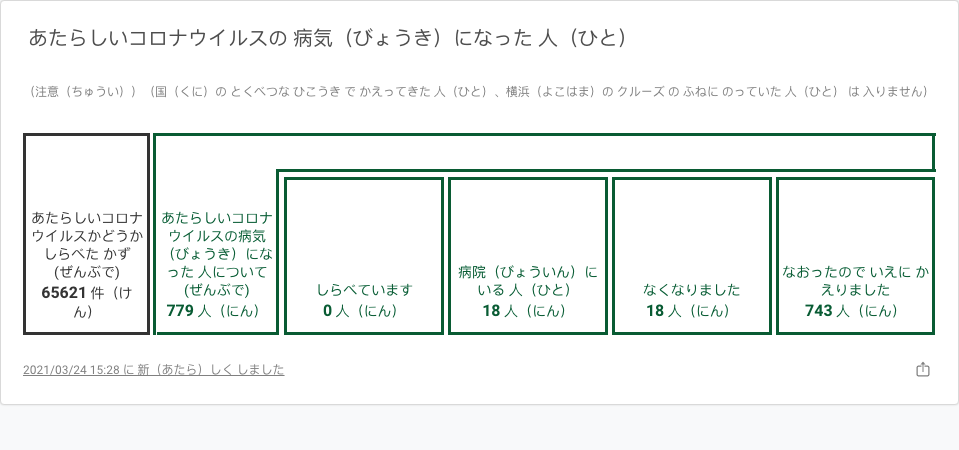 あたらしいコロナウイルスの 病気（びょうき）になった 人（ひと）
（注意（ちゅうい））（国（くに）の とくべつな ひこうき で かえってきた 人（ひと）、横浜（よこはま）の クルーズ の ふねに のっていた 人（ひと） は 入りません）
あたらしいコロナ
ウイルスかどうか
しらべた かず
(ぜんぶで)
65621 件（け
ん）
あたらしいコロナ
ウイルスの病気
（びょうき）にな
った 人について
(ぜんぶで)
779 人（にん）
しらべています
0 人（にん）
病院（びょういん）に
いる 人（ひと）
18 人（にん）
なくなりました
18 人（にん）
なおったので いえに か
えりました
743 人（にん）
2021/03/24 15:28 に 新（あたら）しく しました